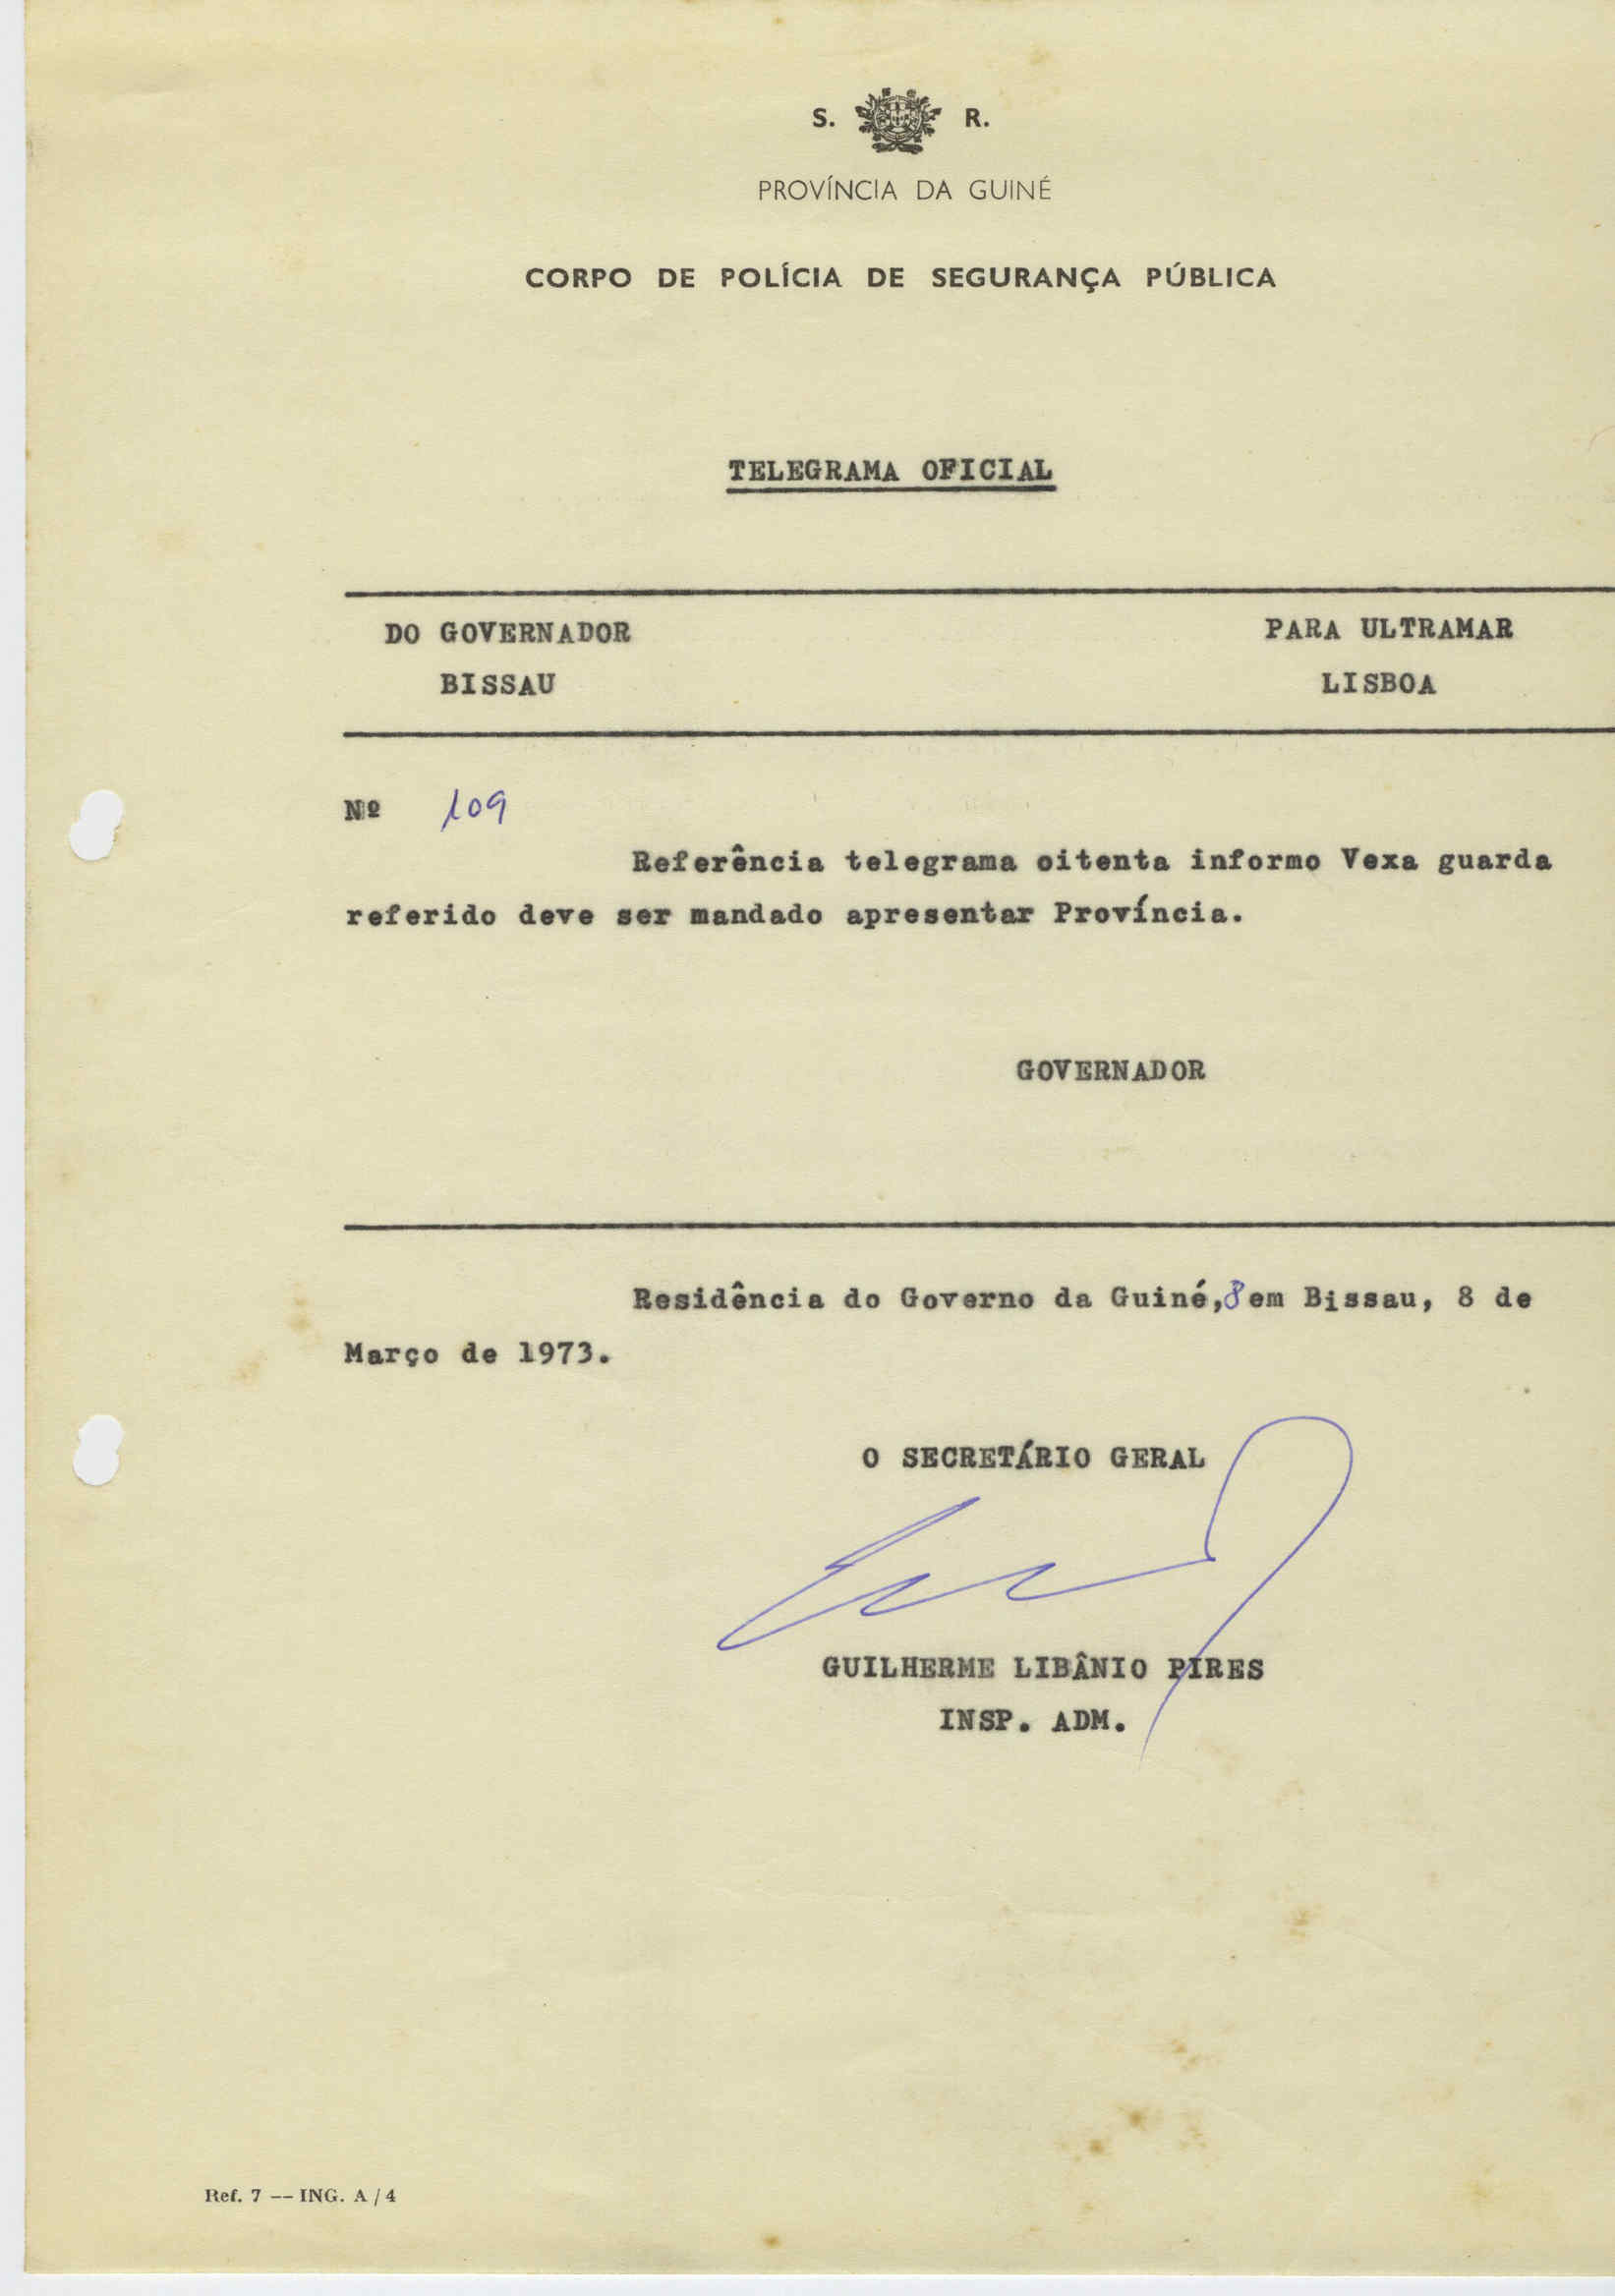 S. R.
PROVÍNCIA DA GUINÉ
CORPO DE POLÍCIA DE SEGURANÇA PÚBLICA
TELEGRAMA OFICIAL
DO GOVERNADOR PARA ULTRAMAR
BISSAU LISBOA
Nº 109
Referência telegrama oitenta informo Vexa guarda
referido deve ser mandado apresentar Província.
GOVERNADOR
Residência do Governo da Guiné,8 em Bissau, 8 de
Março de 1973.
O SECRETÁRIO GERAL
GUILHERME LIBÂNIO PIRES
INSP. ADM.
Ref. 7 — ING. A / 4